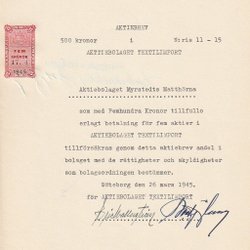 AKTIEBREV
500 kronor i Noris 11 - 15
AKTIEBOLAGET TEXTILIMPORT
Aktiebolaget Myrstedts Matthörna
som med Femhundra Kronor tillfullo
erlagt betalning för fem aktier i
AKTIEBOLAGET TEXTILIMPORT
tillförsäkras genom detta aktiebrev andel i
bolaget med de rättigheter och skyldigheter
som bolagsordningen bestämmer.
Göteborg den 26 mars 1945.
för AKTIEBOLAGET TEXTILIMPORT
FEM
KRONOR
1945